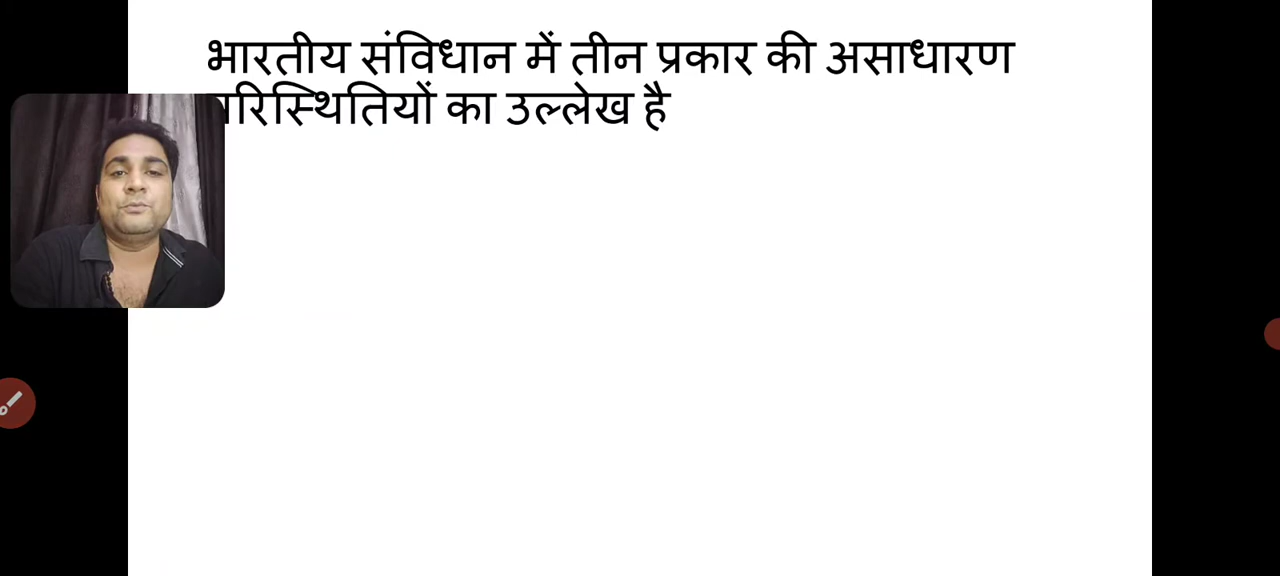 भारतीय संविधान में तीन प्रकार की असाधारण
का उल्लेख है